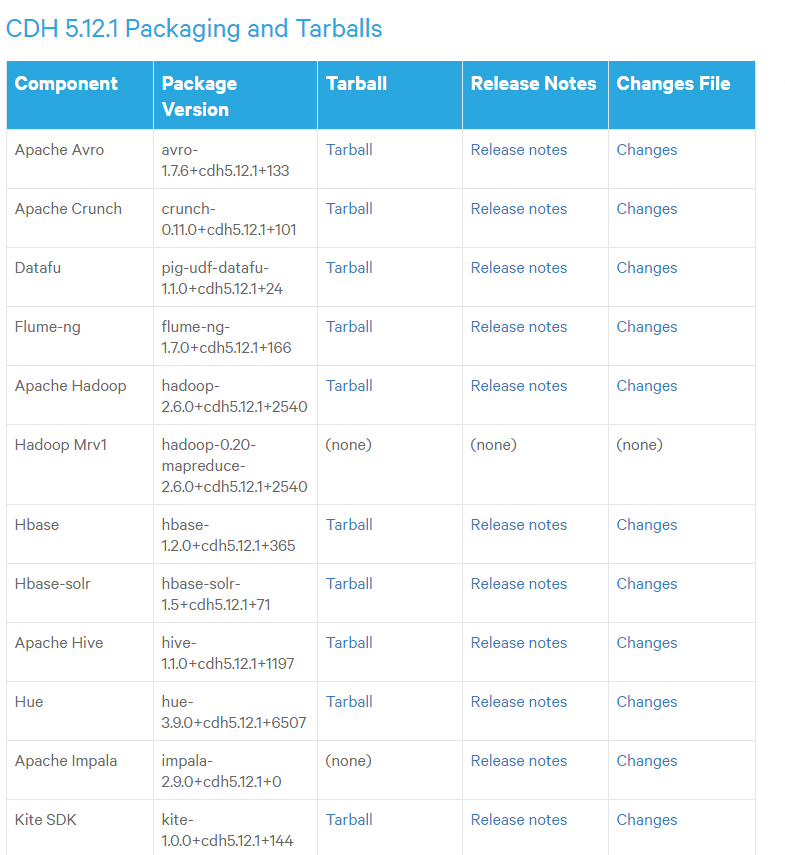 CDH 5.12.1 Packaging and Tarballs
Component Package Version Tarball Release Notes Changes File
Apache Avro avro-1.7.6+cdh5.12.1+133 Tarball Release notes Changes
Apache Crunch crunch-0.11.0+cdh5.12.1+101 Tarball Release notes Changes
Datafu pig-udf-datafu-1.1.0+cdh5.12.1+24 Tarball Release notes Changes
Flume-ng flume-ng-1.7.0+cdh5.12.1+166 Tarball Release notes Changes
Apache Hadoop hadoop-2.6.0+cdh5.12.1+2540 Tarball Release notes Changes
Hadoop Mrv1 hadoop-0.20-mapreduce-2.6.0+cdh5.12.1+2540 (none) (none) (none)
Hbase hbase-1.2.0+cdh5.12.1+365 Tarball Release notes Changes
Hbase-solr hbase-solr-1.5+cdh5.12.1+71 Tarball Release notes Changes
Apache Hive hive-1.1.0+cdh5.12.1+1197 Tarball Release notes Changes
Hue hue-3.9.0+cdh5.12.1+6507 Tarball Release notes Changes
Apache Impala impala-2.9.0+cdh5.12.1+0 (none) Release notes Changes
Kite SDK kite-1.0.0+cdh5.12.1+144 Tarball Release notes Changes